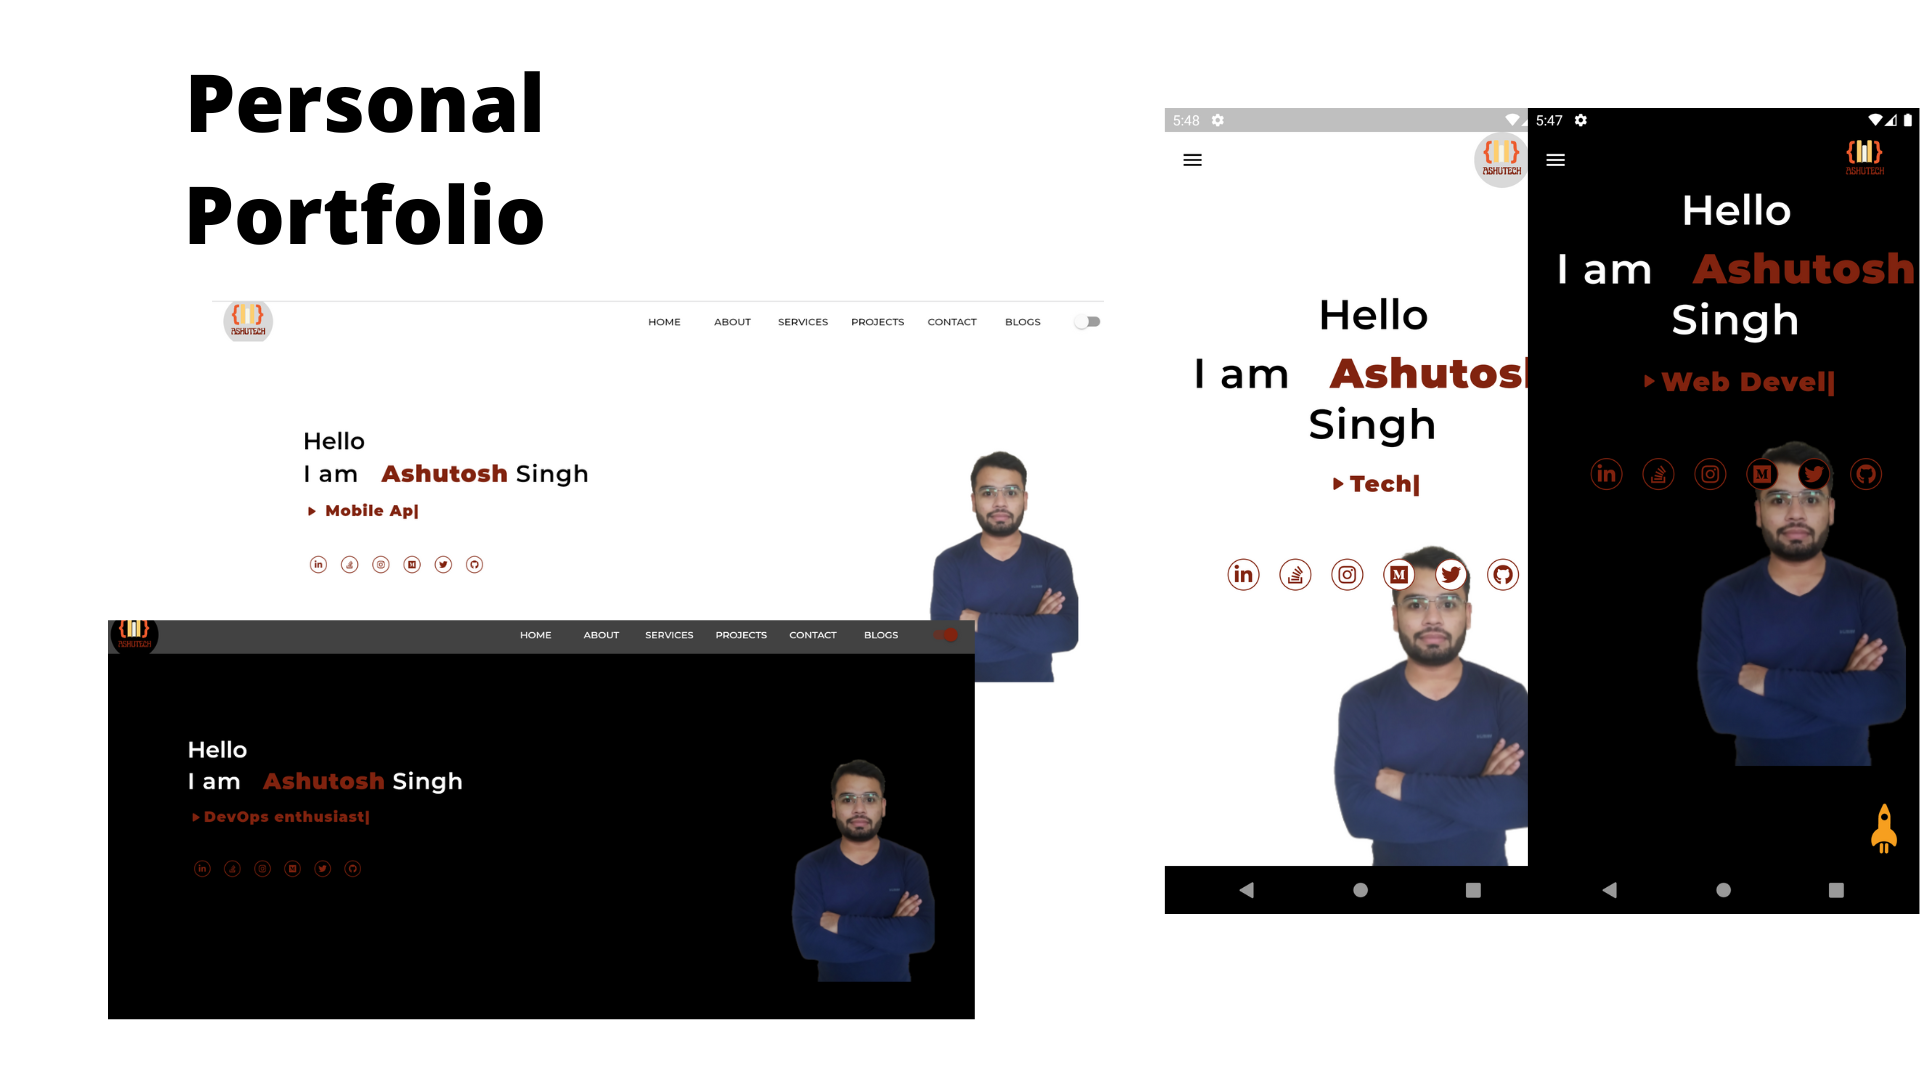 Personal
Portfolio
ASHUTECH
HOME ABOUT SERVICES PROJECTS CONTACT BLOGS
Hello
I am Ashutosh Singh
Mobile Ap|
ASHUTECH
HOME ABOUT SERVICES PROJECTS CONTACT BLOGS
Hello
I am Ashutosh Singh
DevOps enthusiast|
5:48
ASHUTECH
Hello
I am Ashutosh
Singh
Tech|
5:47
ASHUTECH
Hello
I am Ashutosh
Singh
Web Devel|